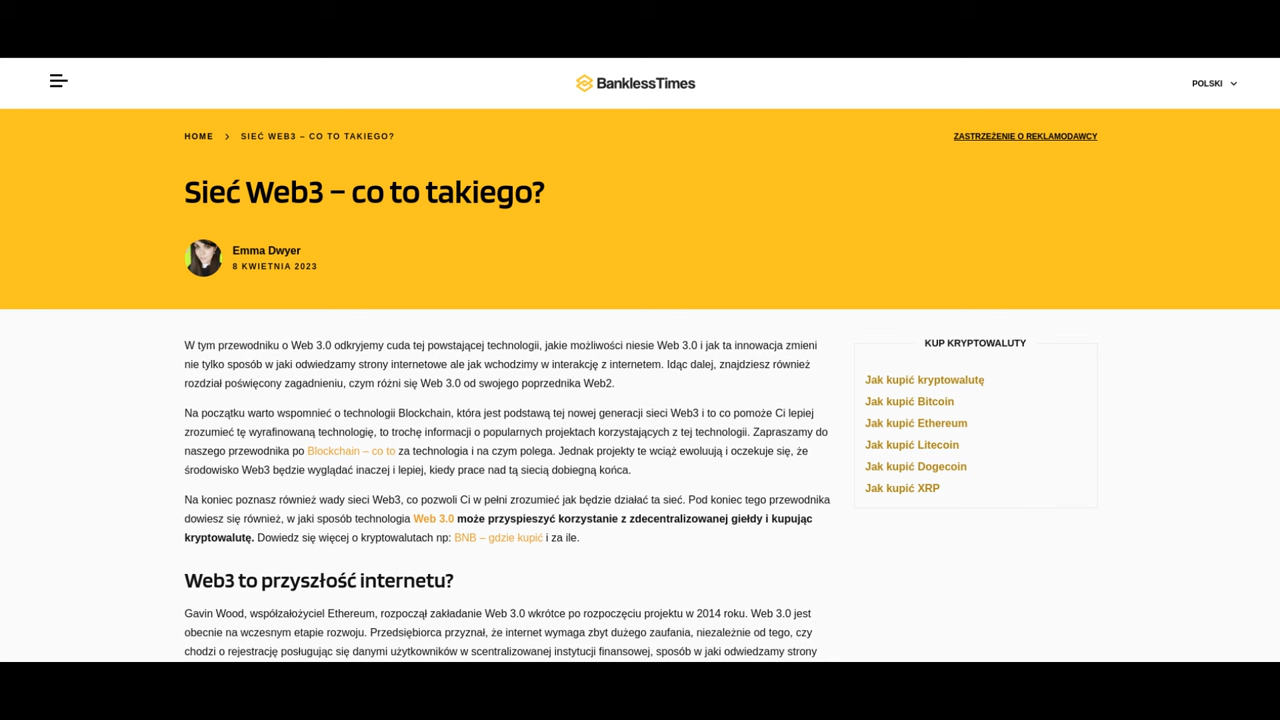 BanklessTimes
POLSKI
HOME > SIEĆ WEB3 – CO TO TAKIEGO?
ZASTRZEŻENIE O REKLAMODAWCY
Sieć Web3 – co to takiego?
Emma Dwyer
8 KWIETNIA 2023
W tym przewodniku o Web 3.0 odkryjemy cuda tej powstającej technologii, jakie możliwości niesie Web 3.0 i jak ta innowacja zmieni
nie tylko sposób w jaki odwiedzamy strony internetowe ale jak wchodzimy w interakcję z internetem. Idąc dalej, znajdziesz również
rozdział poświęcony zagadnieniu, czym różni się Web 3.0 od swojego poprzednika Web2.
Na początku warto wspomnieć o technologii Blockchain, która jest podstawą tej nowej generacji sieci Web3 i to co pomoże Ci lepiej
zrozumieć tę wyrafinowaną technologię, to trochę informacji o popularnych projektach korzystających z tej technologii. Zapraszamy do
naszego przewodnika po Blockchain – co to za technologia i na czym polega. Jednak projekty te wciąż ewoluują i oczekuje się, że
środowisko Web3 będzie wyglądać inaczej i lepiej, kiedy prace nad tą siecią dobiegną końca.
Na koniec poznasz również wady sieci Web3, co pozwoli Ci w pełni zrozumieć jak będzie działać ta sieć. Pod koniec tego przewodnika
dowiesz się również, w jaki sposób technologia Web 3.0 może przyspieszyć korzystanie z zdecentralizowanej giełdy i kupując
kryptowalutę. Dowiedz się więcej o kryptowalutach np: BNB – gdzie kupić i za ile.
Web3 to przyszłość internetu?
Gavin Wood, współzałożyciel Ethereum, rozpoczął zakładanie Web 3.0 wkrótce po rozpoczęciu projektu w 2014 roku. Web 3.0 jest
obecnie na wczesnym etapie rozwoju. Przedsiębiorca przyznał, że internet wymaga zbyt dużego zaufania, niezależnie od tego, czy
chodzi o rejestrację posługując się danymi użytkowników w scentralizowanej instytucji finansowej, sposób w jaki odwiedzamy strony
KUP KRYPTOWALUTY
Jak kupić kryptowalutę
Jak kupić Bitcoin
Jak kupić Ethereum
Jak kupić Litecoin
Jak kupić Dogecoin
Jak kupić XRP